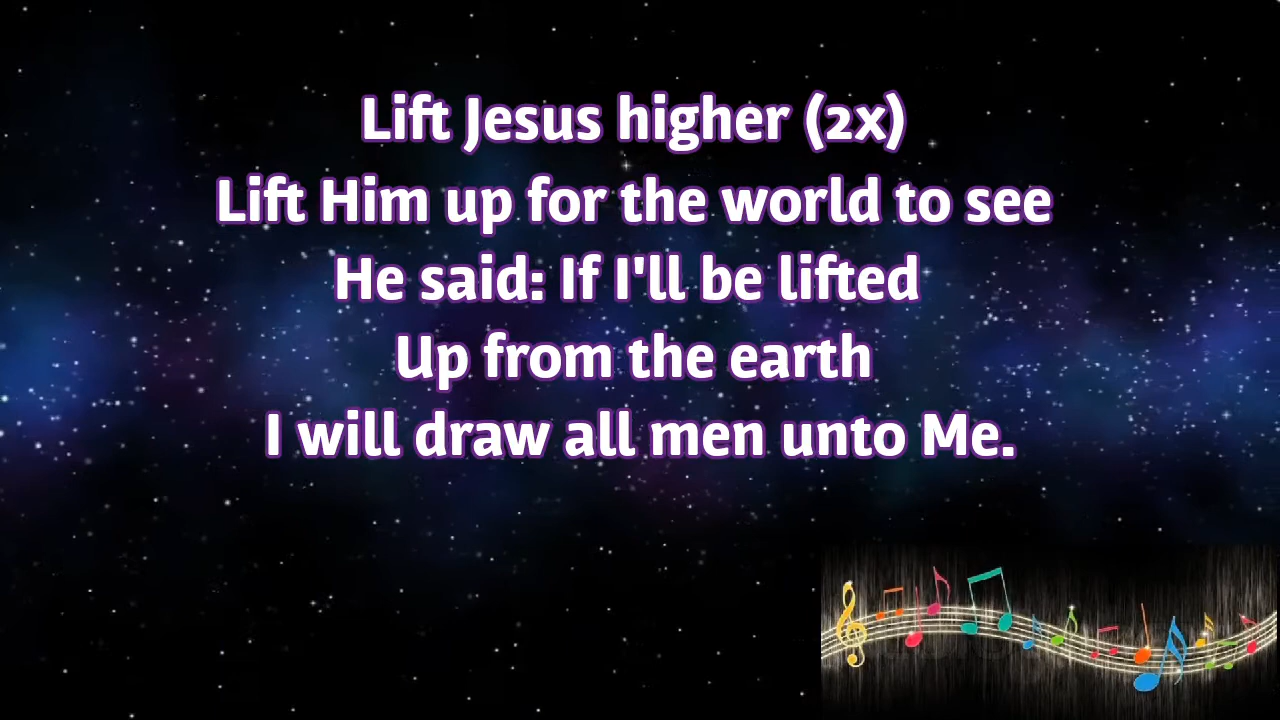 Lift Jesus higher (2x)
Lift Him up for the world to see
He said: If I'll be lifted
Up from the earth
I will draw all men unto Me.